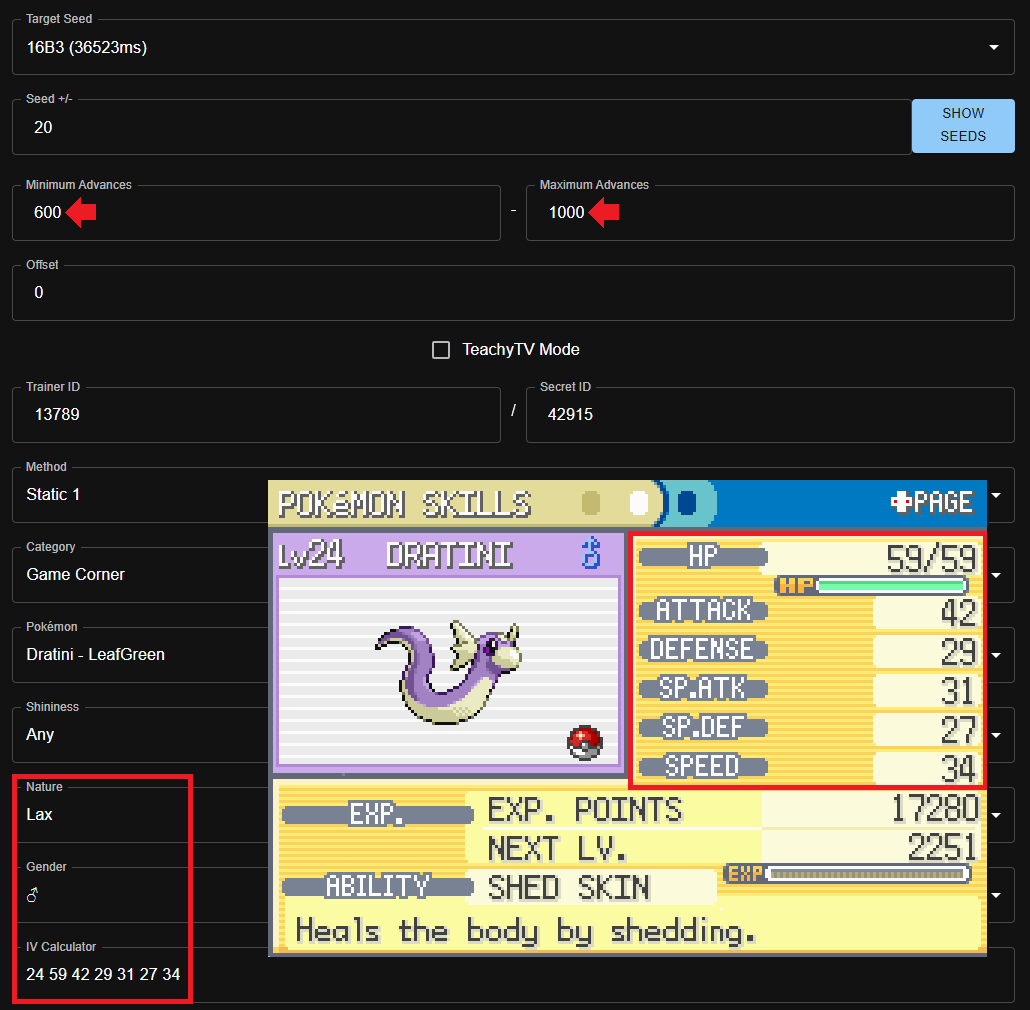 Target Seed
16B3 (36523ms)
Seed +/-
20
SHOW
SEEDS
Minimum Advances
600
-
Maximum Advances
1000
Offset
0
TeachyTV Mode
Trainer ID
13789
/
Secret ID
42915
Method
Static 1
Category
Game Corner
Pokémon
Dratini - LeafGreen
Shininess
Any
Nature
Lax
Gender
♂
IV Calculator
24 59 42 29 31 27 34
POKéMON SKILLS
PAGE
Lv24 DRATINI ♂
HP 59/59
HP
ATTACK 42
DEFENSE 29
SP.ATK 31
SP.DEF 27
SPEED 34
EXP. EXP. POINTS 17280
NEXT LV. 2251
EXP
ABILITY SHED SKIN
Heals the body by shedding.